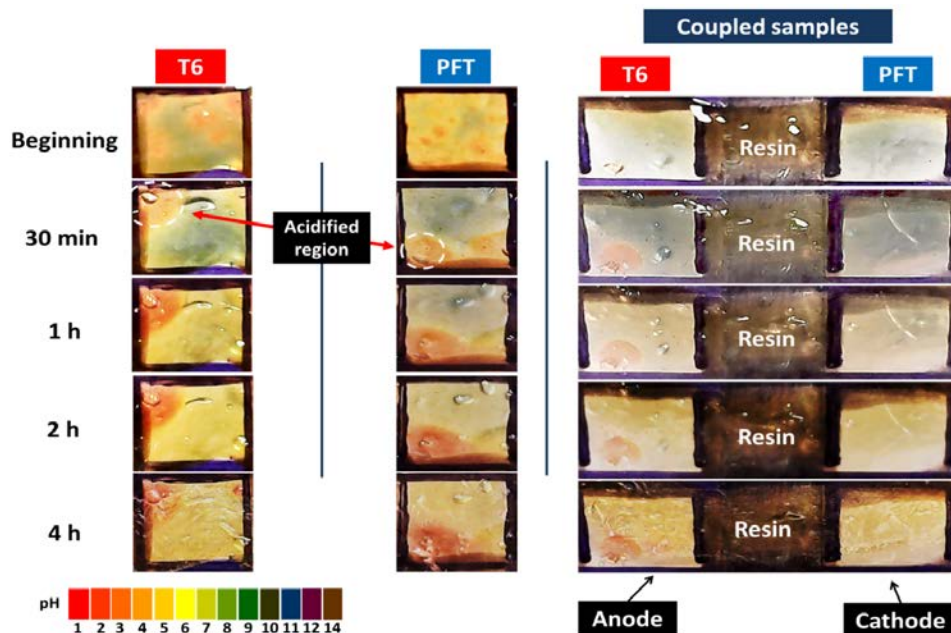 Coupled samples
T6
PFT
T6
PFT
Beginning
Resin
30 min
Acidified
region
Resin
1 h
Resin
2 h
Resin
4 h
Resin
pH
1 2 3 4 5 6 7 8 9 10 11 12 14
Anode
Cathode